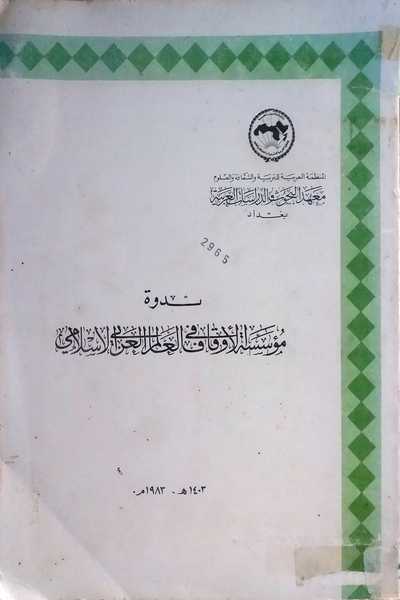 المنظمة العربية للتربية والثقافة والعلوم
معهد البحوث والدراسات العربية
بغداد
2965
ندوة
مؤسسة الأوقاف في العالم العربي الإسلامي
١٤٠٣هـ - ١٩٨٣م.